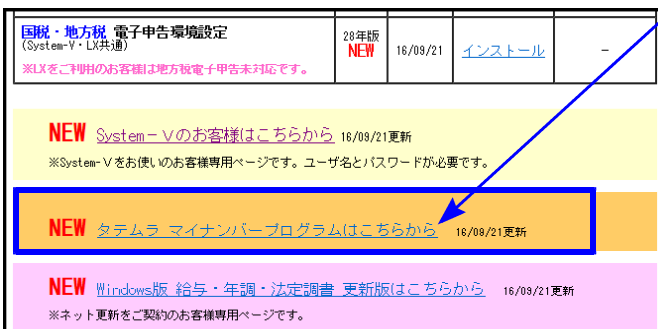 国税・地方税 電子申告環境設定
(System-V・LX共通)
※LXをご利用のお客様は地方税電子申告未対応です。
28年版
NEW
16/09/21
インストール
－
NEW System－Vのお客様はこちらから 16/09/21更新
※System-Vをお使いのお客様専用ページです。ユーザ名とパスワードが必要です。
NEW タテムラ マイナンバープログラムはこちらから 16/09/21更新
NEW Windows版 給与・年調・法定調書 更新版はこちらから 16/09/21更新
※ネット更新をご契約のお客様専用ページです。